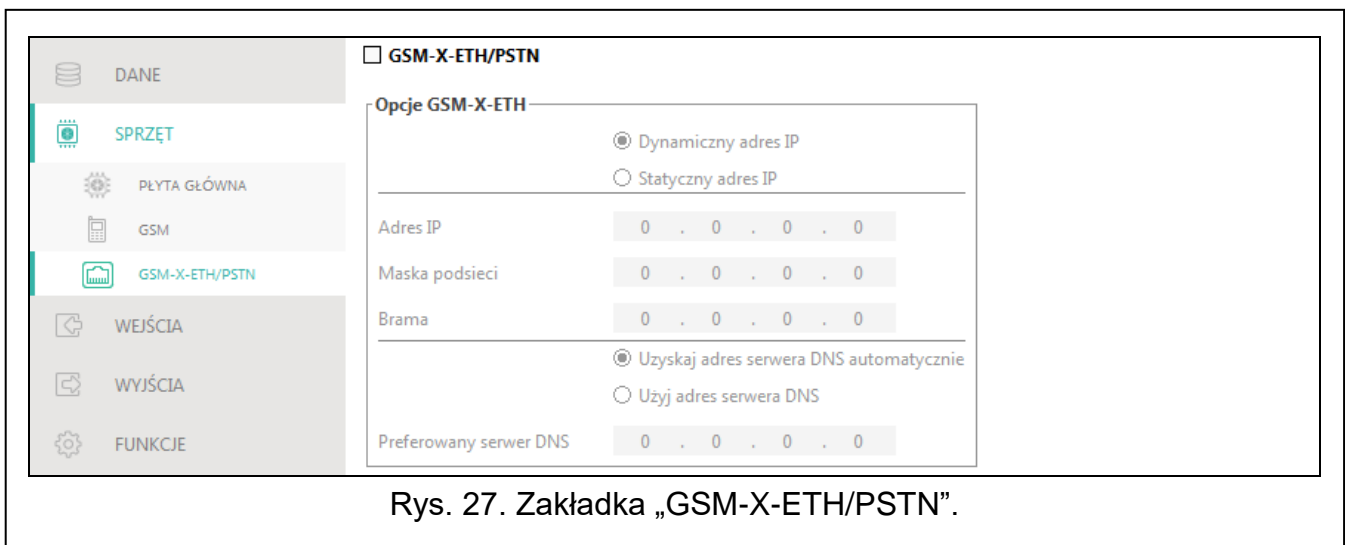 DANE
SPRZĘT
PŁYTA GŁÓWNA
GSM
GSM-X-ETH/PSTN
WEJŚCIA
WYJŚCIA
FUNKCJE
GSM-X-ETH/PSTN
Opcje GSM-X-ETH
Dynamiczny adres IP
Statyczny adres IP
Adres IP 0 . 0 . 0 . 0
Maska podsieci 0 . 0 . 0 . 0
Brama 0 . 0 . 0 . 0
Uzyskaj adres serwera DNS automatycznie
Użyj adres serwera DNS
Preferowany serwer DNS 0 . 0 . 0 . 0
Rys. 27. Zakładka „GSM-X-ETH/PSTN”.